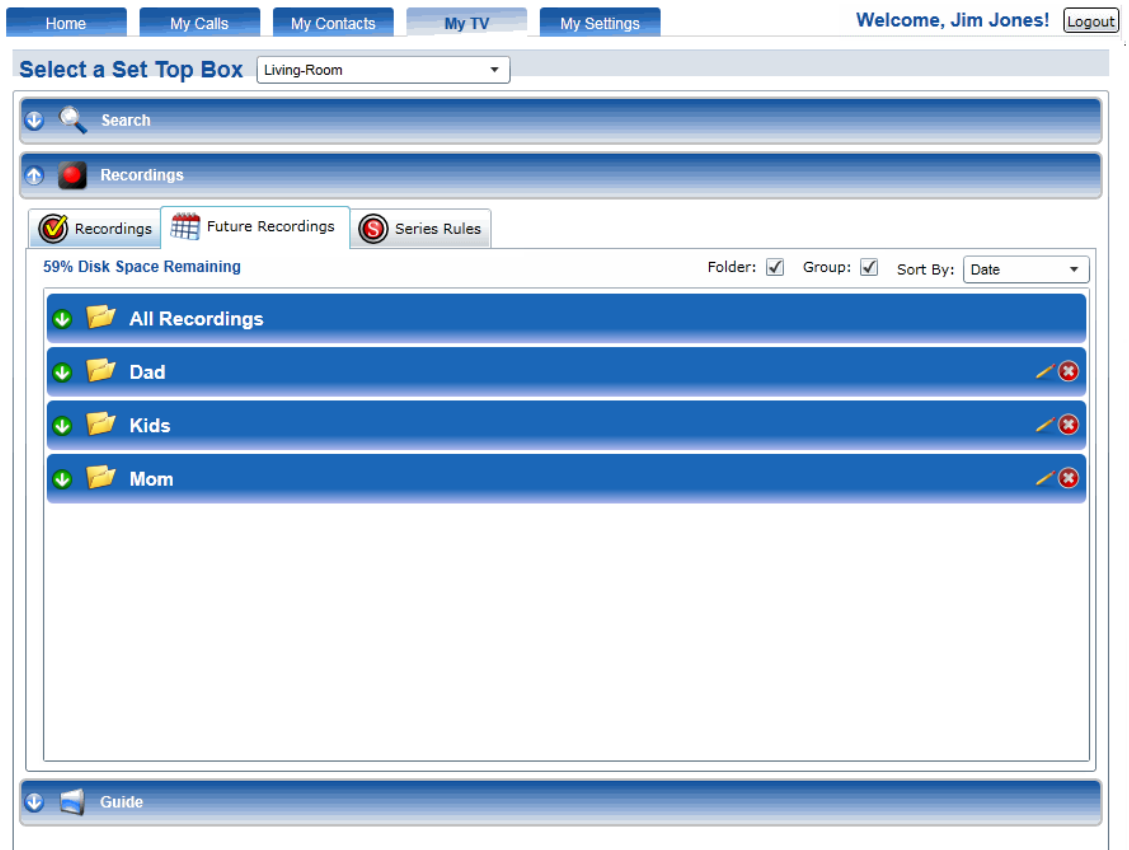 Home My Calls My Contacts My TV My Settings Welcome, Jim Jones! Logout
Select a Set Top Box Living-Room
Search
Recordings
Recordings Future Recordings S Series Rules
59% Disk Space Remaining Folder: Group: Sort By: Date
All Recordings
Dad
Kids
Mom
Guide